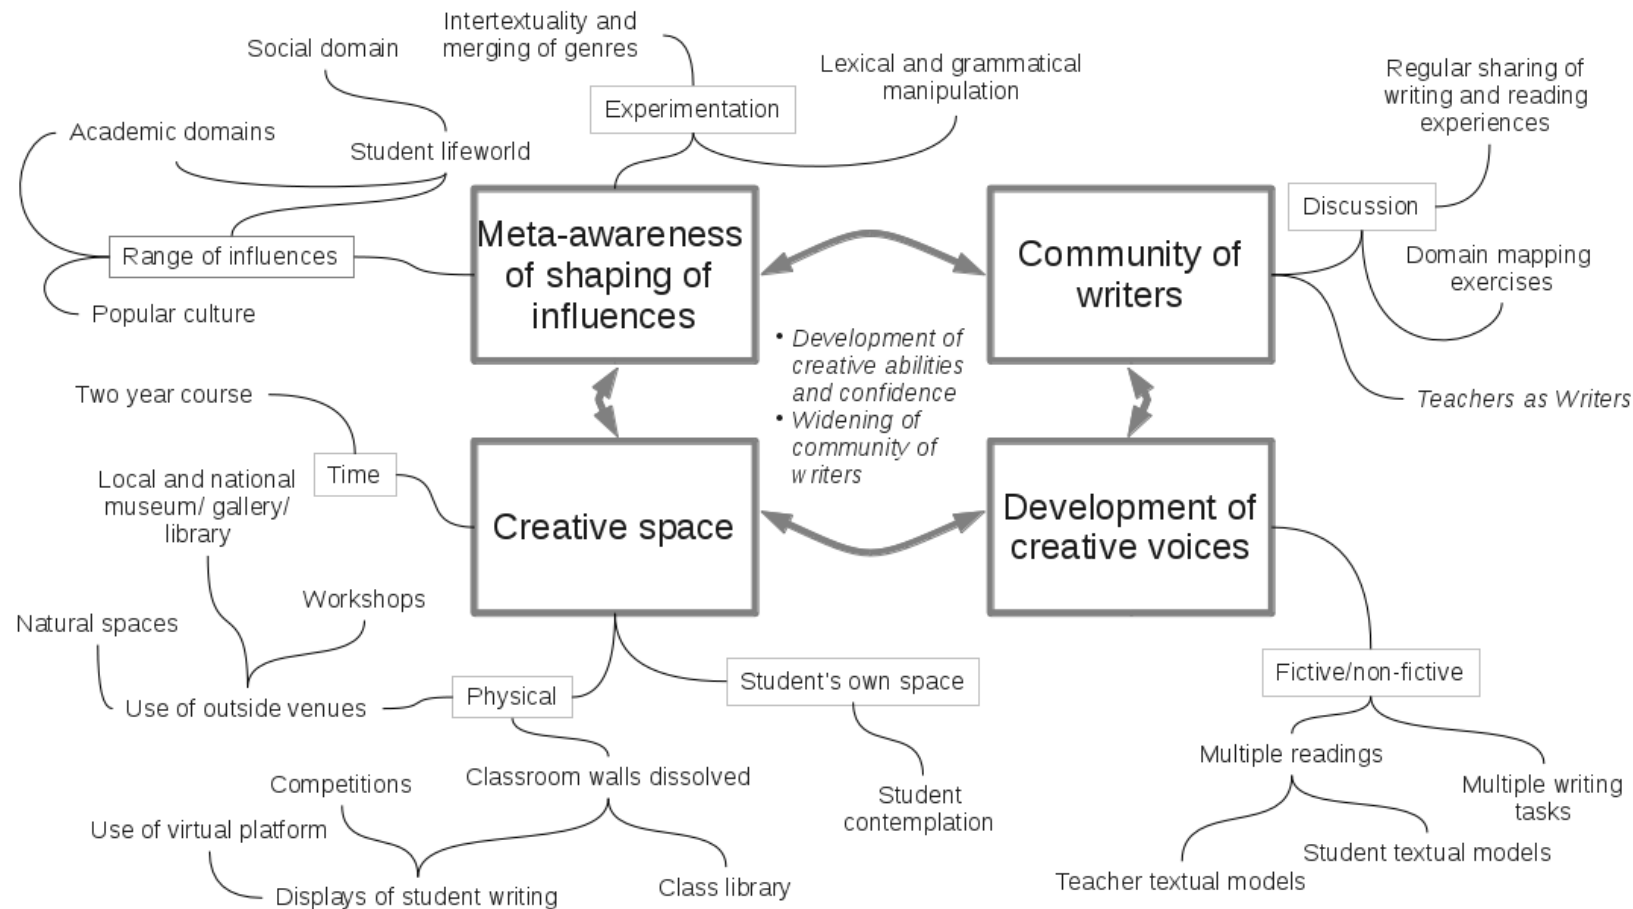 Intertextuality and
merging of genres
Social domain
Lexical and grammatical
manipulation
Experimentation
Academic domains
Student lifeworld
Range of influences
Popular culture
Meta-awareness
of shaping of
influences
Community of
writers
Regular sharing of
writing and reading
experiences
Discussion
Domain mapping
exercises
Teachers as Writers
• Development of
creative abilities
and confidence
• Widening of
community of
writers
Two year course
Time
Local and national
museum/ gallery/
library
Workshops
Natural spaces
Use of outside venues
Creative space
Physical
Student's own space
Classroom walls dissolved
Competitions
Use of virtual platform
Displays of student writing
Class library
Student
contemplation
Development of
creative voices
Fictive/non-fictive
Multiple readings
Multiple writing
tasks
Student textual models
Teacher textual models